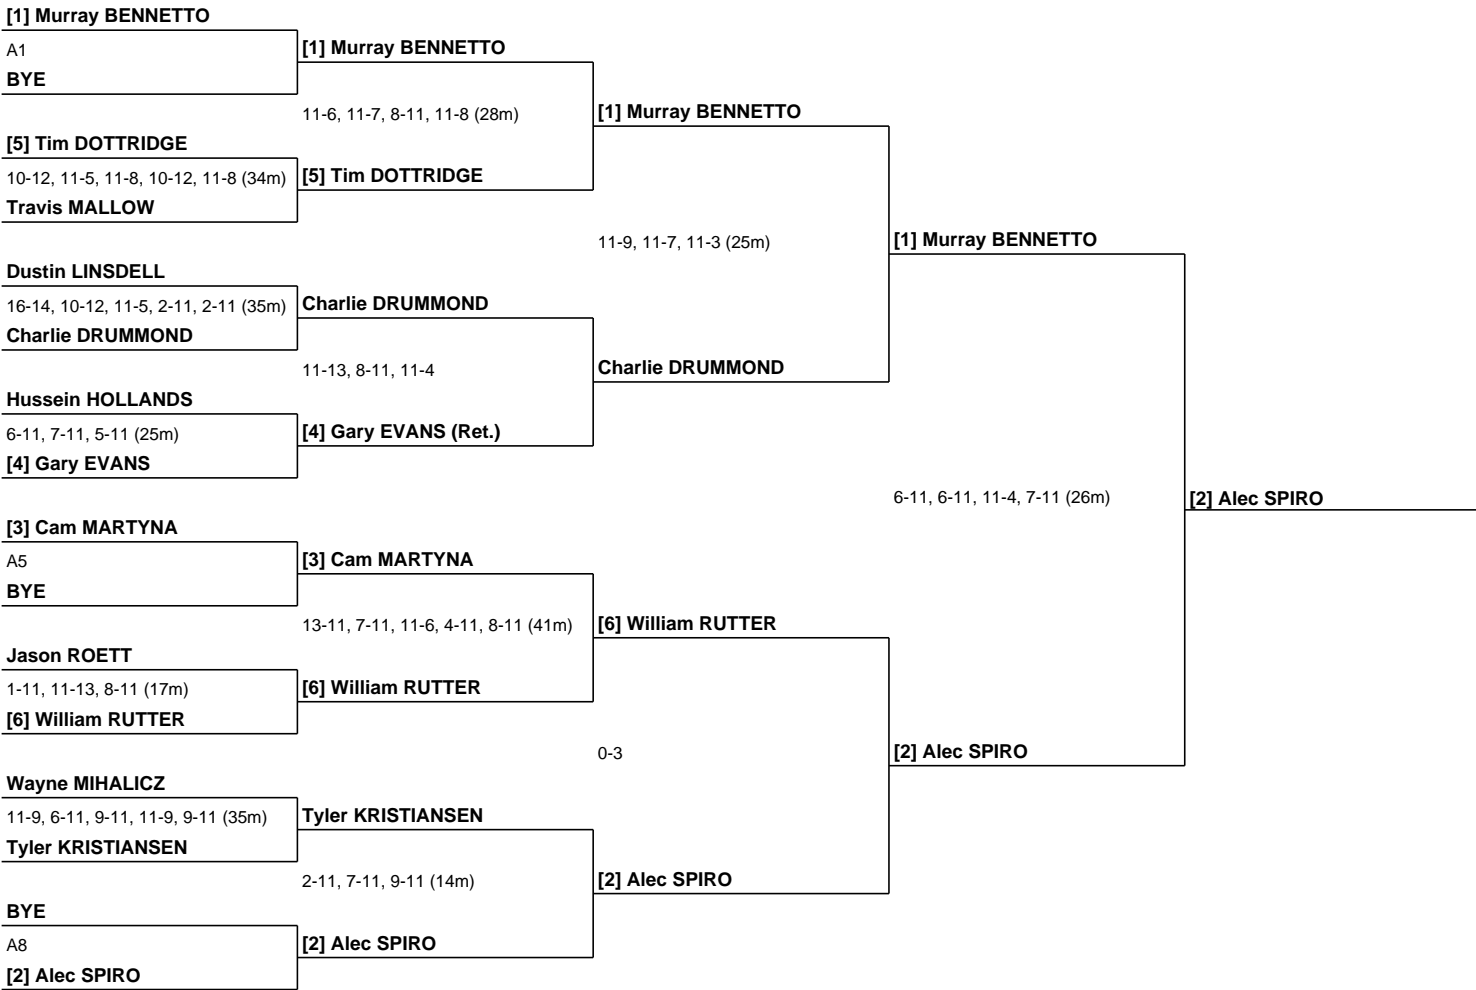 [1] Murray BENNETTO
A1
BYE
[5] Tim DOTTRIDGE
10-12, 11-5, 11-8, 10-12, 11-8 (34m)
Travis MALLOW
Dustin LINSDELL
16-14, 10-12, 11-5, 2-11, 2-11 (35m)
Charlie DRUMMOND
Hussein HOLLANDS
6-11, 7-11, 5-11 (25m)
[4] Gary EVANS
[3] Cam MARTYNA
A5
BYE
Jason ROETT
1-11, 11-13, 8-11 (17m)
[6] William RUTTER
Wayne MIHALICZ
11-9, 6-11, 9-11, 11-9, 9-11 (35m)
Tyler KRISTIANSEN
BYE
A8
[2] Alec SPIRO
[1] Murray BENNETTO
11-6, 11-7, 8-11, 11-8 (28m)
[5] Tim DOTTRIDGE
Charlie DRUMMOND
11-13, 8-11, 11-4
[4] Gary EVANS (Ret.)
[3] Cam MARTYNA
13-11, 7-11, 11-6, 4-11, 8-11 (41m)
[6] William RUTTER
Tyler KRISTIANSEN
2-11, 7-11, 9-11 (14m)
[2] Alec SPIRO
[1] Murray BENNETTO
11-9, 11-7, 11-3 (25m)
Charlie DRUMMOND
[6] William RUTTER
0-3
[2] Alec SPIRO
[1] Murray BENNETTO
6-11, 6-11, 11-4, 7-11 (26m)
[2] Alec SPIRO
[2] Alec SPIRO